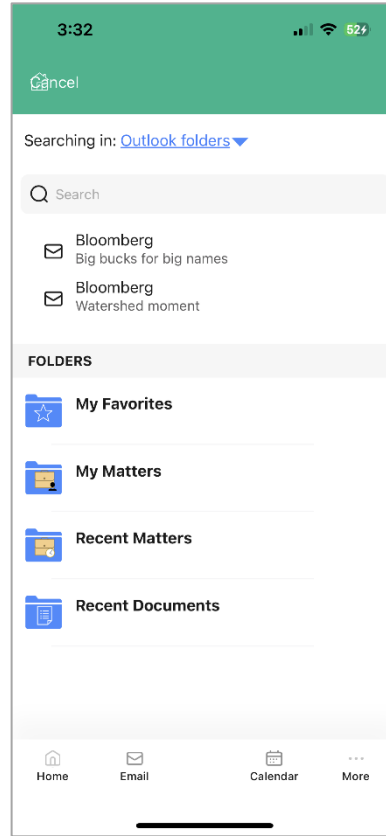 3:32
52
Cancel
Searching in: Outlook folders
Search
Bloomberg
Big bucks for big names
Bloomberg
Watershed moment
FOLDERS
My Favorites
My Matters
Recent Matters
Recent Documents
Home Email Calendar More